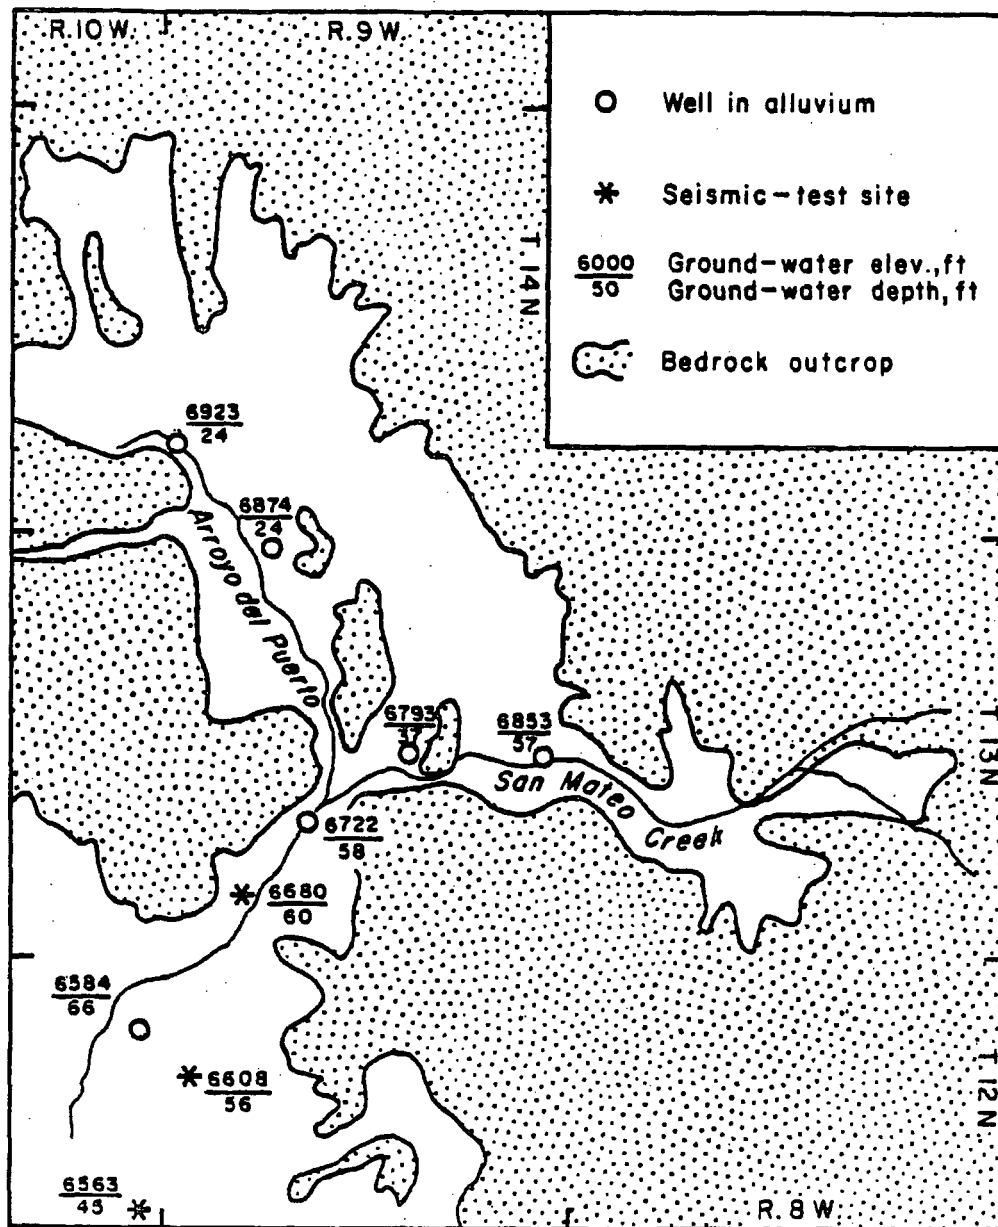 R. 10 W.
R. 9 W.
Well in alluvium
Seismic-test site
6000
50
Ground-water elev., ft
Ground-water depth, ft
Bedrock outcrop
T 14 N
6923
24
6874
24
Arroyo del Puerto
6793
37
6853
57
T 13 N
San Mateo Creek
6722
58
6680
60
6584
66
6608
56
T 12 N
6563
45
R. 8 W.